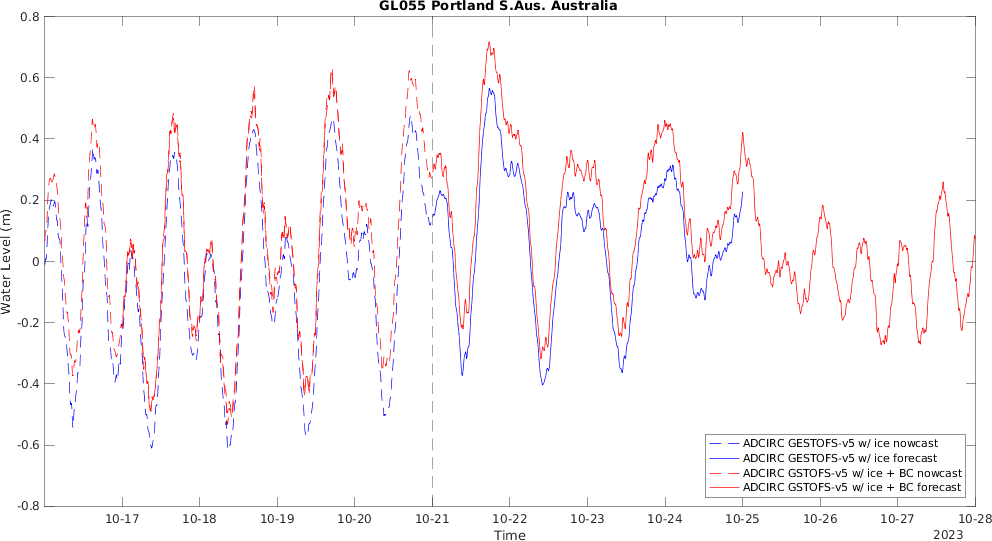 GL055 Portland S.Aus. Australia
0.8
0.6
0.4
0.2
0
-0.2
-0.4
-0.6
-0.8
Water Level (m)
ADCIRC GESTOFS-v5 w/ ice nowcast
ADCIRC GESTOFS-v5 w/ ice forecast
ADCIRC GSTOFS-v5 w/ ice + BC nowcast
ADCIRC GSTOFS-v5 w/ ice + BC forecast
10-17 10-18 10-19 10-20 10-21 10-22 10-23 10-24 10-25 10-26 10-27 10-28
Time
2023